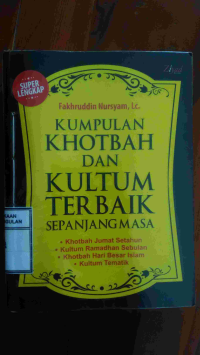 SUPER
LENGKAP
Fakhruddin Nursyam, Lc.
KUMPULAN
KHOTBAH
DAN
KULTUM
TERBAIK
SEPANJANG MASA
• Khotbah Jumat Setahun
• Kultum Ramadhan Sebulan
• Khotbah Hari Besar Islam
• Kultum Tematik